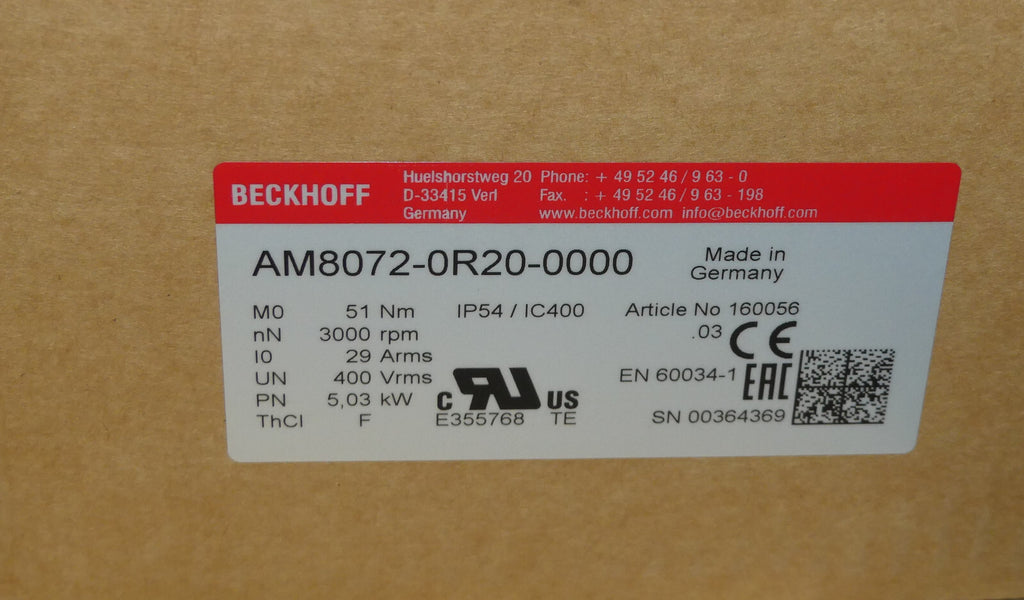 BECKHOFF
Huelshorstweg 20 Phone: + 49 52 46 / 9 63 - 0
D-33415 Verl Fax. : + 49 52 46 / 9 63 - 198
Germany www.beckhoff.com info@beckhoff.com
AM8072-0R20-0000
Made in
Germany
M0 51 Nm IP54 / IC400 Article No 160056
nN 3000 rpm .03 CE
I0 29 Arms
UN 400 Vrms EN 60034-1 EAC
PN 5,03 kW C RU US
ThCl F E355768 TE SN 00364369